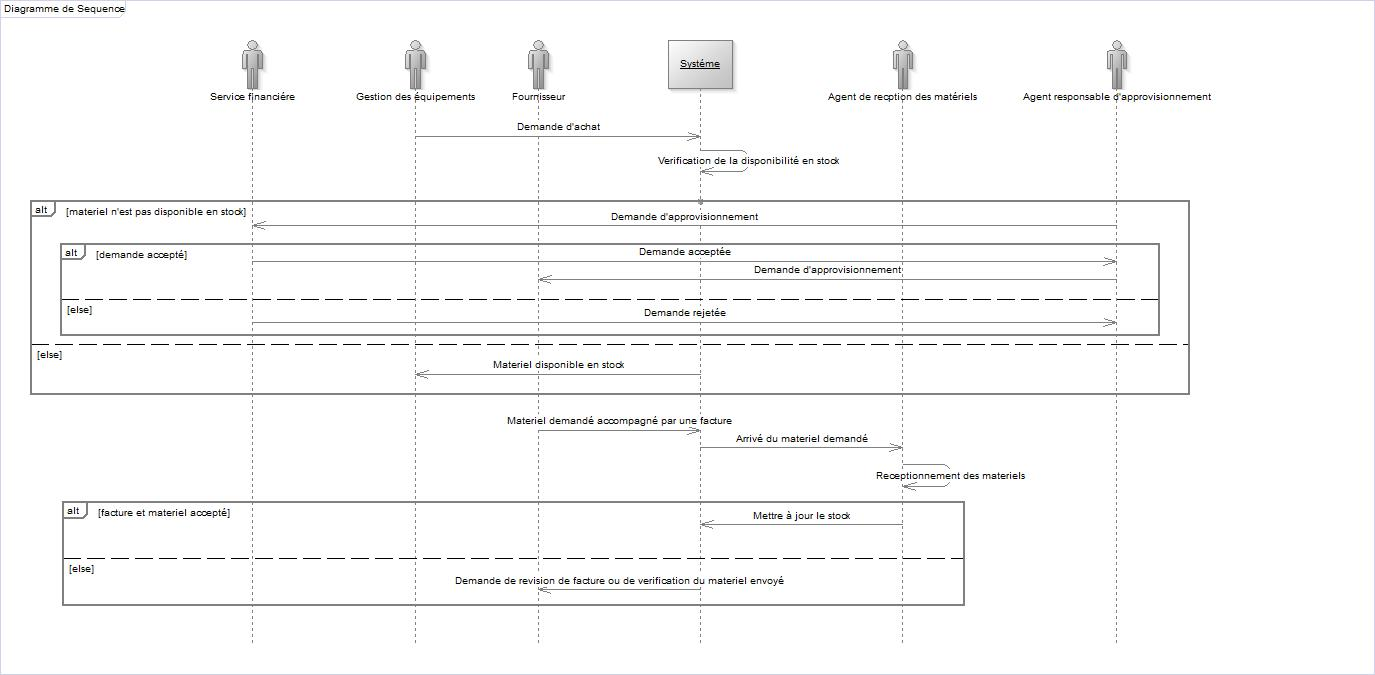 Diagramme de Sequence
Systéme
Service financiére
Gestion des équipements
Fournisseur
Agent de recption des matériels
Agent responsable d'approvisionnement
Demande d'achat
Verification de la disponibilité en stock
alt
[materiel n'est pas disponible en stock]
Demande d'approvisionnement
alt
[demande accepté]
Demande acceptée
Demande d'approvisionnement
[else]
Demande rejetée
[else]
Materiel disponible en stock
Materiel demandé accompagné par une facture
Arrivé du materiel demandé
Receptionnement des materiels
alt
[facture et materiel accepté]
Mettre à jour le stock
[else]
Demande de revision de facture ou de verification du materiel envoyé